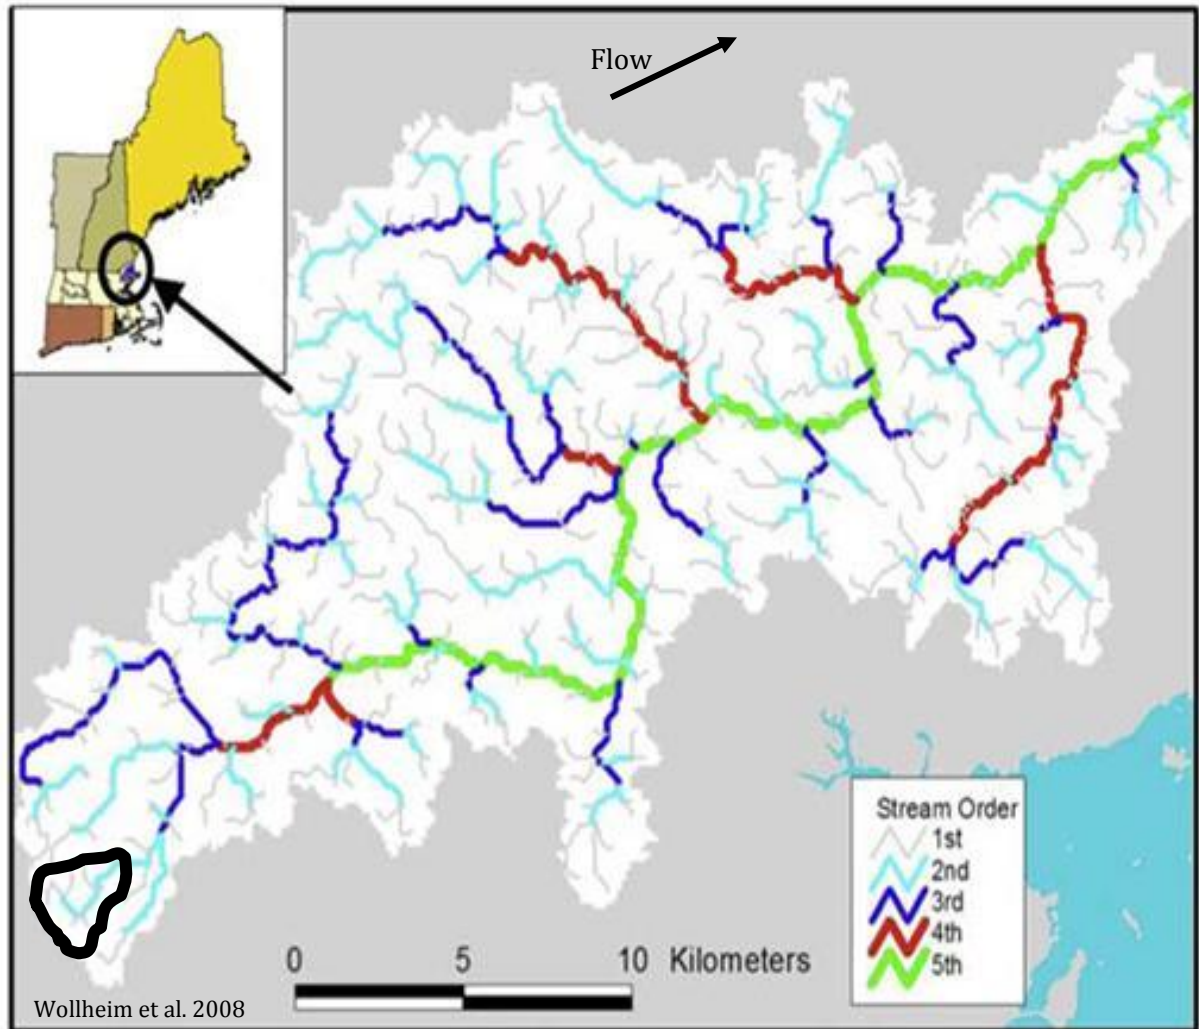 Flow
Stream Order
1st
2nd
3rd
4th
5th
0 5 10 Kilometers
Wollheim et al. 2008